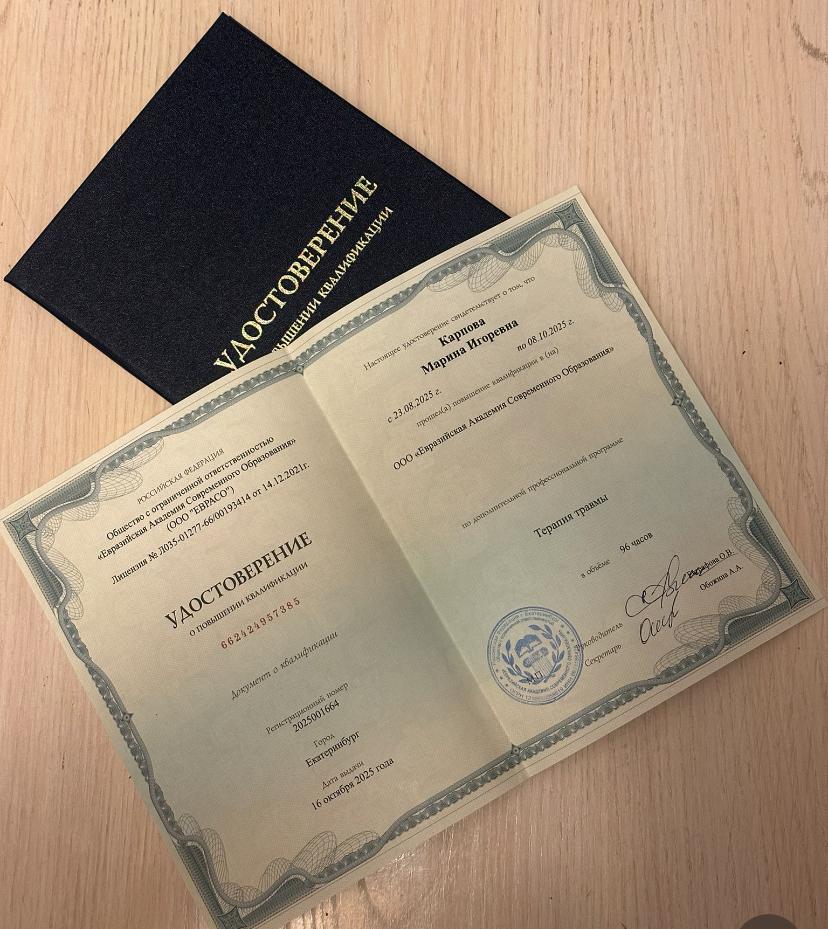 УДОСТОВЕРЕНИЕ
КВАЛИФИКАЦИИ
РОССИЙСКАЯ ФЕДЕРАЦИЯ
Общество с ограниченной ответственностью
«Евразийская Академия Современного Образования»
(ООО "ЕВРАСО")
Лицензия № Л035-01277-66/00193414 от 14.12.2021г.
УДОСТОВЕРЕНИЕ
О ПОВЫШЕНИИ КВАЛИФИКАЦИИ
662424957385
Документ о квалификации
Регистрационный номер
2025001664
Город
Екатеринбург
Дата выдачи
16 октября 2025 года
Настоящее удостоверение свидетельствует о том, что
Карпова
Марина Игоревна
с 23.08.2025 г. по 08.10.2025 г.
прошел(а) повышение квалификации в (на)
ООО «Евразийская Академия Современного Образования»
по дополнительной профессиональной программе
Терапия травмы
в объёме 96 часов
Руководитель О.В.
Секретарь Обожина А.А.